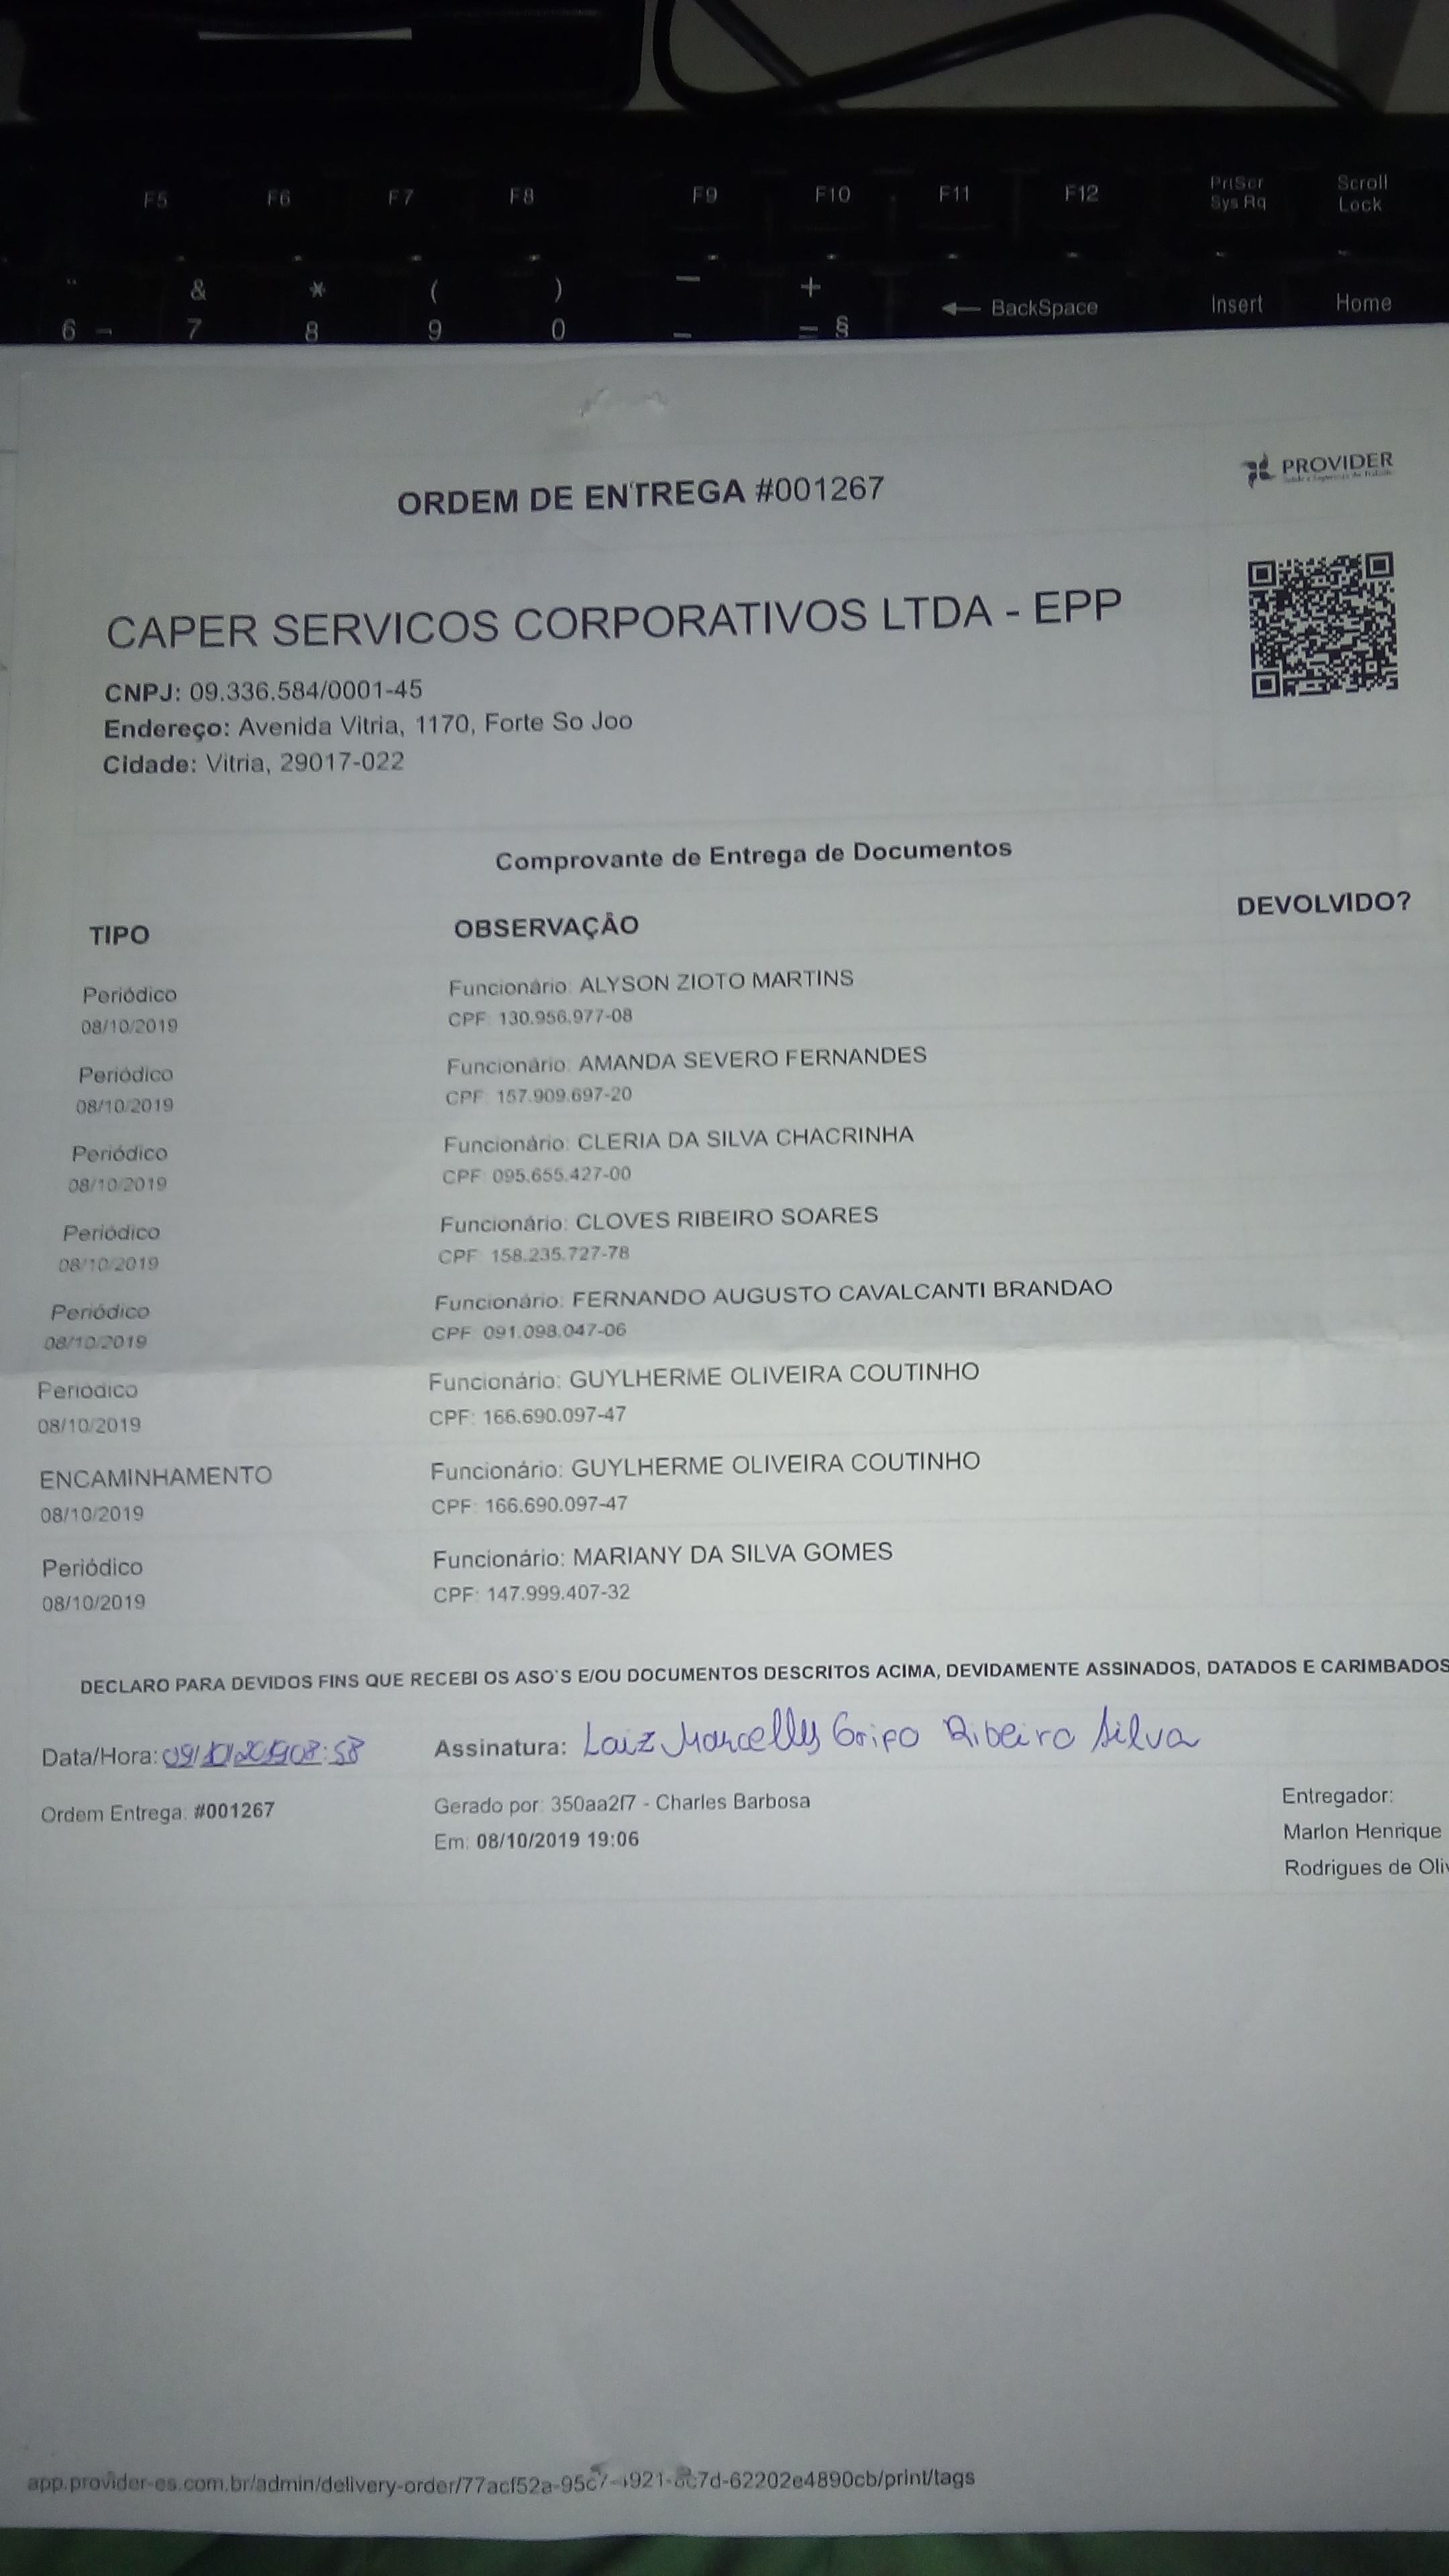 F5 F6 F7 F8 F9 F10 F11 F12 PrtScr Scroll
Sys Rq Lock
¨ & * ( ) — +
6 ¬ 7 8 9 0 – = § ← BackSpace Insert Home
PROVIDER
ORDEM DE ENTREGA #001267
CAPER SERVICOS CORPORATIVOS LTDA - EPP
CNPJ: 09.336.584/0001-45
Endereço: Avenida Vitria, 1170, Forte So Joo
Cidade: Vitria, 29017-022
Comprovante de Entrega de Documentos
TIPO OBSERVAÇÃO DEVOLVIDO?
Periódico Funcionário: ALYSON ZIOTO MARTINS
08/10/2019 CPF: 130.956.977-08
Periódico Funcionário: AMANDA SEVERO FERNANDES
08/10/2019 CPF: 157.909.697-20
Periódico Funcionário: CLERIA DA SILVA CHACRINHA
08/10/2019 CPF: 095.655.427-00
Periódico Funcionário: CLOVES RIBEIRO SOARES
08/10/2019 CPF: 158.235.727-78
Periódico Funcionário: FERNANDO AUGUSTO CAVALCANTI BRANDAO
08/10/2019 CPF: 091.098.047-06
Periódico Funcionário: GUYLHERME OLIVEIRA COUTINHO
08/10/2019 CPF: 166.690.097-47
ENCAMINHAMENTO Funcionário: GUYLHERME OLIVEIRA COUTINHO
08/10/2019 CPF: 166.690.097-47
Periódico Funcionário: MARIANY DA SILVA GOMES
08/10/2019 CPF: 147.999.407-32
DECLARO PARA DEVIDOS FINS QUE RECEBI OS ASO`S E/OU DOCUMENTOS DESCRITOS ACIMA, DEVIDAMENTE ASSINADOS, DATADOS E CARIMBADOS
Data/Hora: 09/10/2019 08:58 Assinatura: Laiz Marcelly Gripo Ribeiro Silva
Ordem Entrega: #001267 Gerado por: 350aa2f7 - Charles Barbosa Entregador:
Em: 08/10/2019 19:06 Marlon Henrique
Rodrigues de Oliv
app.provider-es.com.br/admin/delivery-order/77acf52a-95c7-4921-8c7d-62202e4890cb/print/tags